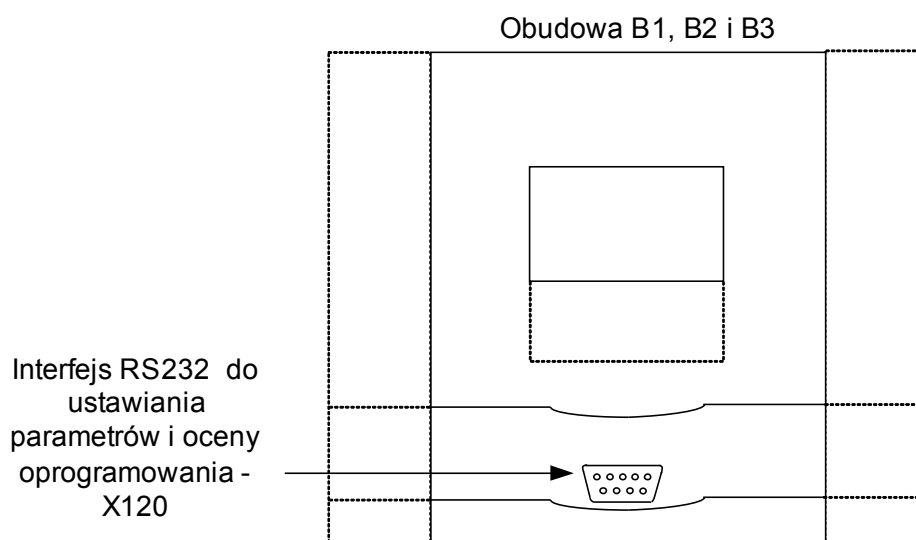 Obudowa B1, B2 i B3
Interfejs RS232 do
ustawiania
parametrów i oceny
oprogramowania -
X120